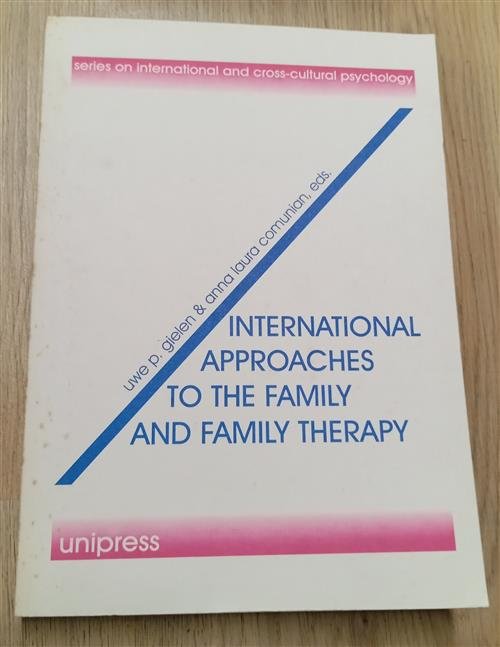 series on international and cross-cultural psychology
uwe p. gielen & anna laura comunian, eds.
INTERNATIONAL
APPROACHES
TO THE FAMILY
AND FAMILY THERAPY
unipress